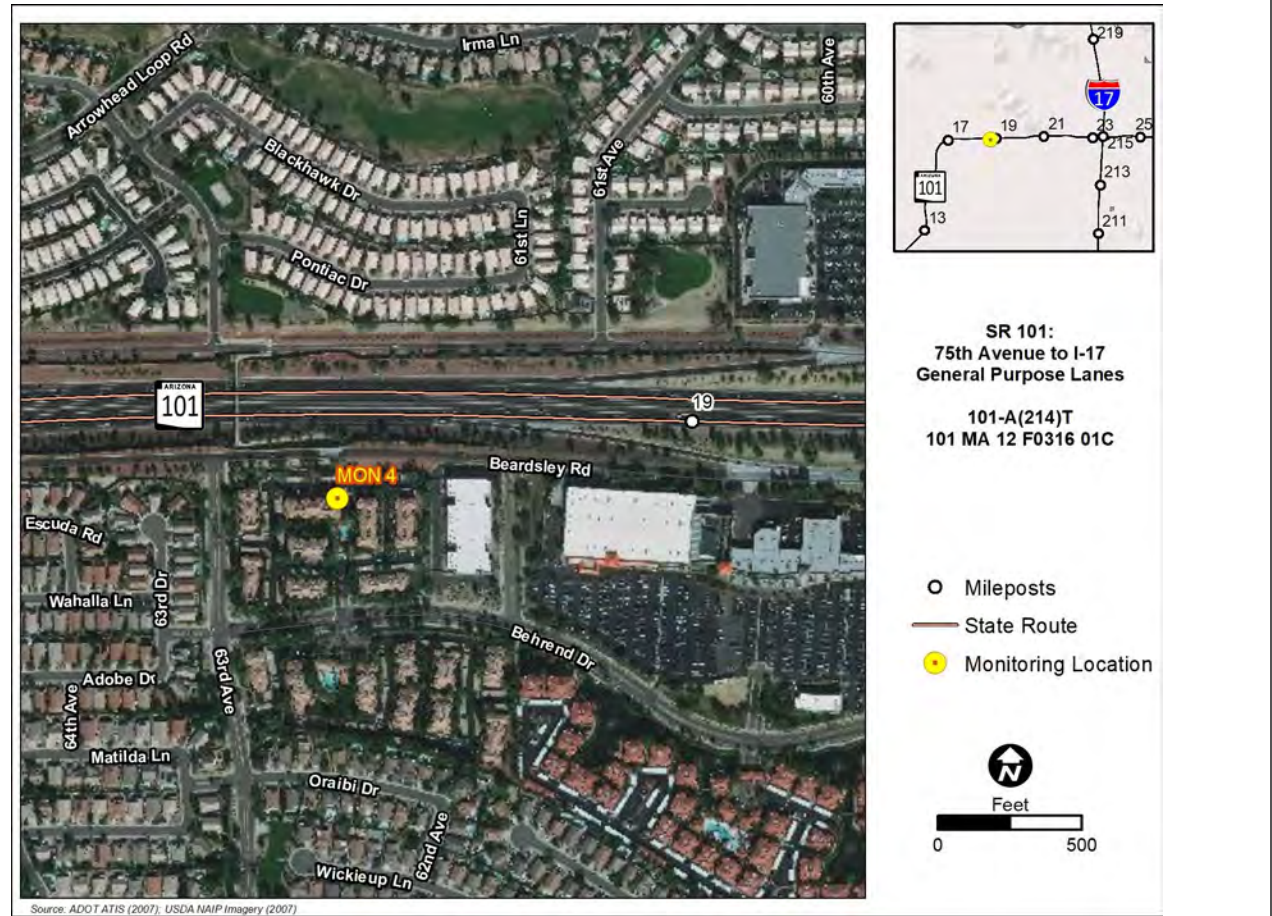 Irma Ln
60th Ave
Arrowhead Loop Rd
Blackhawk Dr
61st Ave
61st Ln
Pontiac Dr
ARIZONA
101
19
MON 4
Beardsley Rd
Escuda Rd
63rd Dr
Wahalla Ln
Behrend Dr
63rd Ave
Adobe Dr
64th Ave
Matilda Ln
Oraibi Dr
62nd Ave
Wickieup Ln
Source: ADOT ATIS (2007); USDA NAIP Imagery (2007)
219
17
17
19
21
23
25
215
ARIZONA
101
213
13
211
SR 101:
75th Avenue to I-17
General Purpose Lanes
101-A(214)T
101 MA 12 F0316 01C
Mileposts
State Route
Monitoring Location
N
Feet
0 500